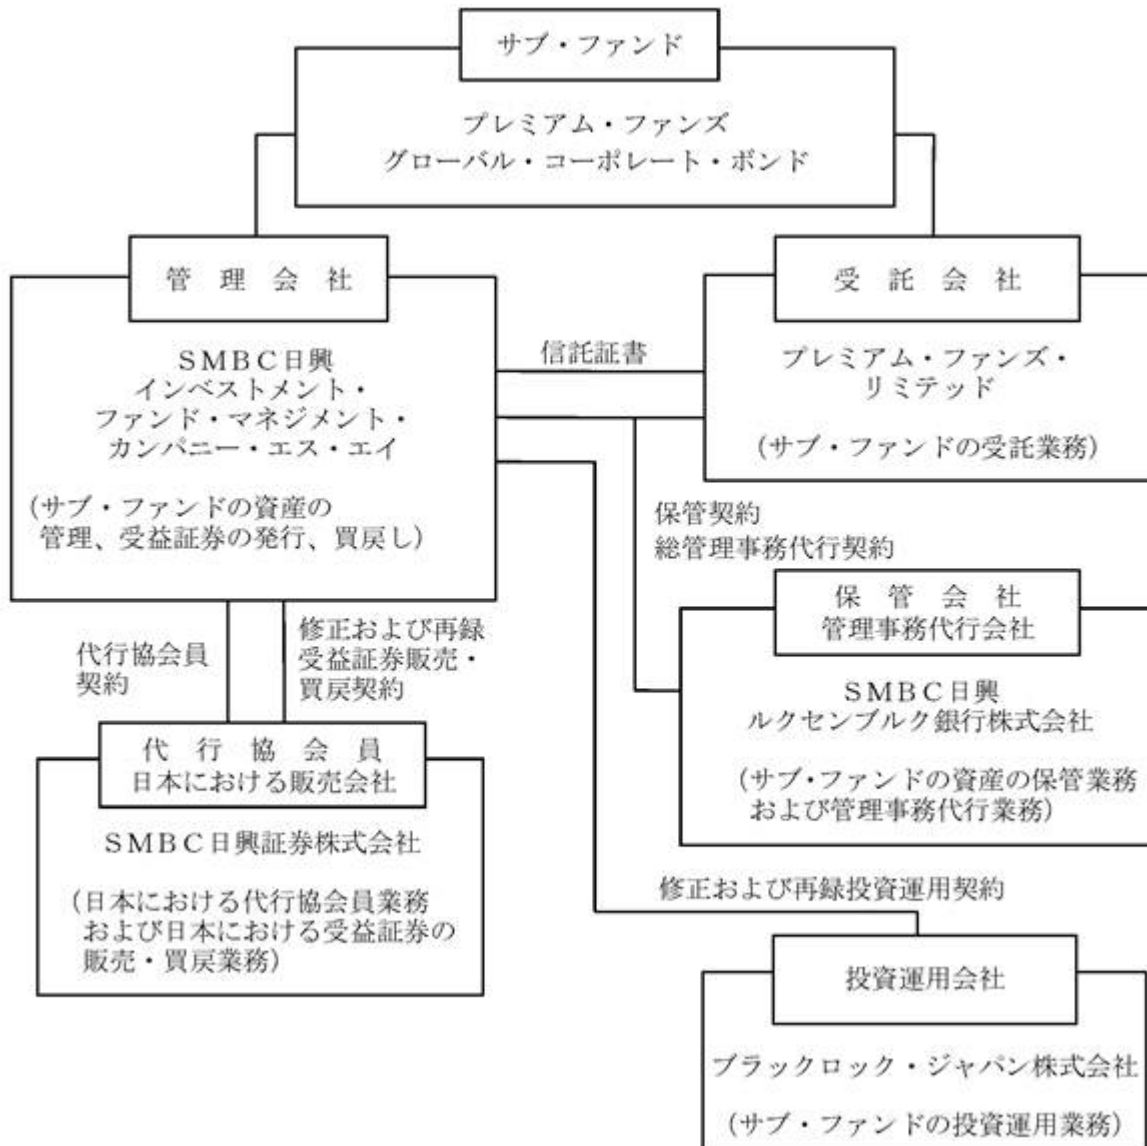 サブ・ファンド
プレミアム・ファンズ
グローバル・コーポレート・ボンド
管理会社
SMBC日興
インベストメント・
ファンド・マネジメント・
カンパニー・エス・エイ
(サブ・ファンドの資産の
管理、受益証券の発行、買戻し)
信託証書
受託会社
プレミアム・ファンズ・
リミテッド
(サブ・ファンドの受託業務)
保管契約
総管理事務代行契約
保管会社
管理事務代行会社
SMBC日興
ルクセンブルク銀行株式会社
(サブ・ファンドの資産の保管業務
および管理事務代行業務)
代行協会員
契約
修正および再録
受益証券販売・
買戻契約
代行協会員
日本における販売会社
SMBC日興証券株式会社
(日本における代行協会員業務
および日本における受益証券の
販売・買戻業務)
修正および再録投資運用契約
投資運用会社
ブラックロック・ジャパン株式会社
(サブ・ファンドの投資運用業務)